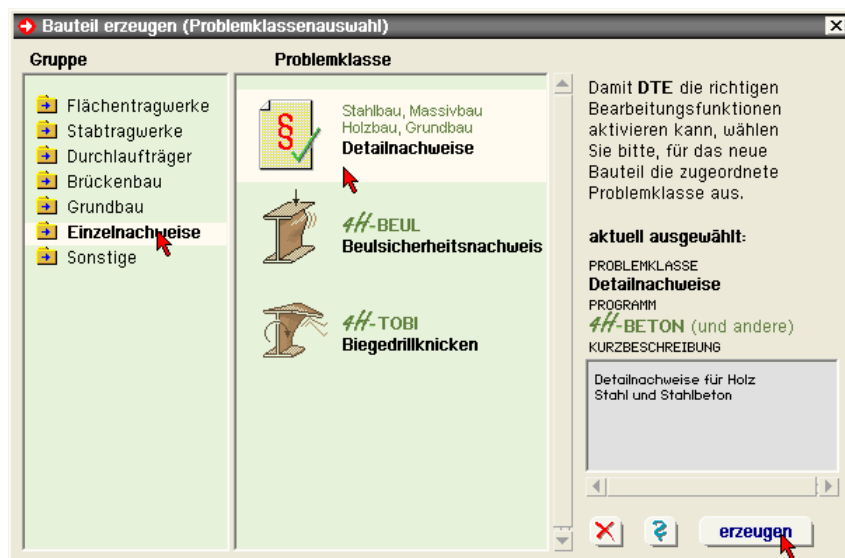 Bauteil erzeugen (Problemklassenauswahl)
Gruppe
Flächentragwerke
Stabtragwerke
Durchlaufträger
Brückenbau
Grundbau
Einzelnachweise
Sonstige
Problemklasse
§
Stahlbau, Massivbau
Holzbau, Grundbau
Detailnachweise
4H-BEUL
Beulsicherheitsnachweis
4H-TOBI
Biegedrillknicken
Damit DTE die richtigen
Bearbeitungsfunktionen
aktivieren kann, wählen
Sie bitte, für das neue
Bauteil die zugeordnete
Problemklasse aus.
aktuell ausgewählt:
PROBLEMKLASSE
Detailnachweise
PROGRAMM
4H-BETON (und andere)
KURZBESCHREIBUNG
Detailnachweise für Holz
Stahl und Stahlbeton
erzeugen